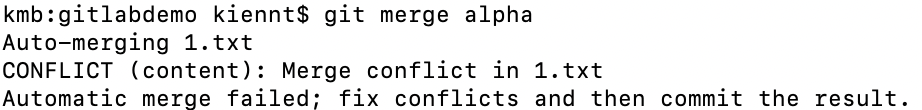 kmb:gitlabdemo kiennt$ git merge alpha
Auto-merging 1.txt
CONFLICT (content): Merge conflict in 1.txt
Automatic merge failed; fix conflicts and then commit the result.